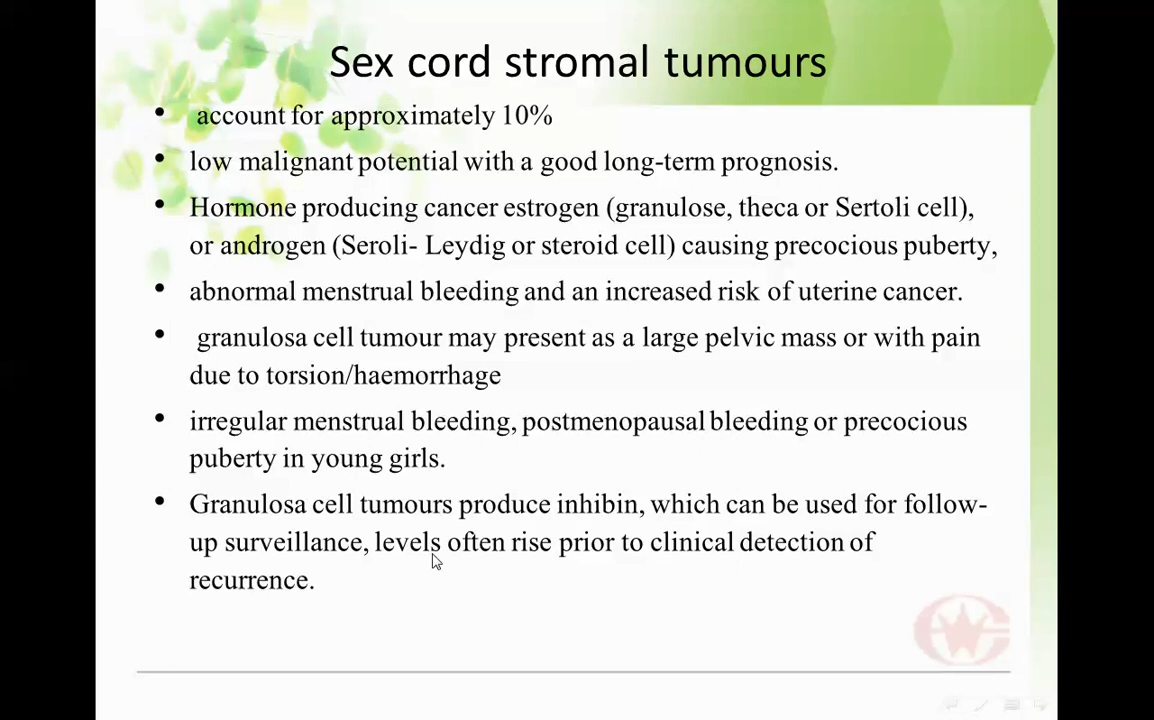 Sex cord stromal tumours
• account for approximately 10%
• low malignant potential with a good long-term prognosis.
• Hormone producing cancer estrogen (granulose, theca or Sertoli cell),
or androgen (Seroli- Leydig or steroid cell) causing precocious puberty,
• abnormal menstrual bleeding and an increased risk of uterine cancer.
• granulosa cell tumour may present as a large pelvic mass or with pain
due to torsion/haemorrhage
• irregular menstrual bleeding, postmenopausal bleeding or precocious
puberty in young girls.
• Granulosa cell tumours produce inhibin, which can be used for follow-
up surveillance, levels often rise prior to clinical detection of
recurrence.